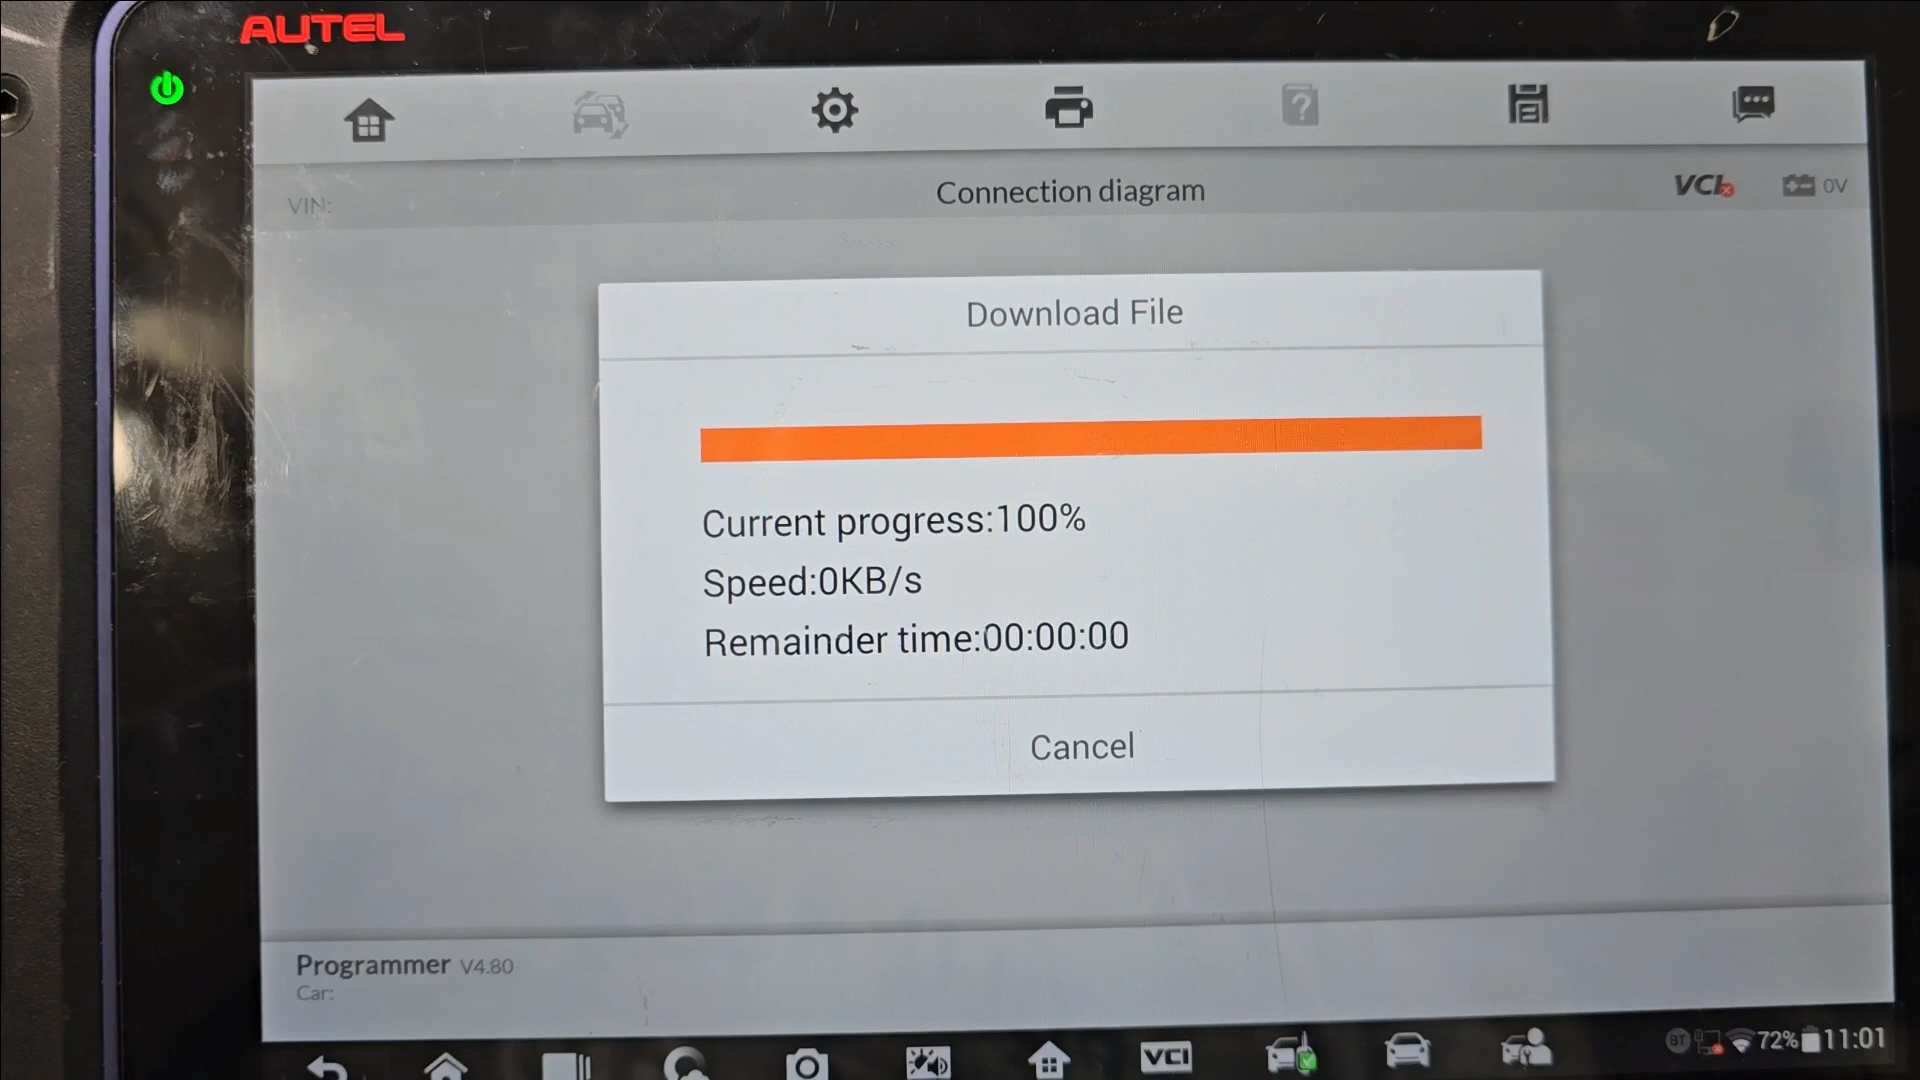 AUTEL
VIN:
Connection diagram
VCI
0V
Download File
Current progress:100%
Speed:0KB/s
Remainder time:00:00:00
Cancel
Programmer V4.80
Car:
VCI
BT
72%
11:01